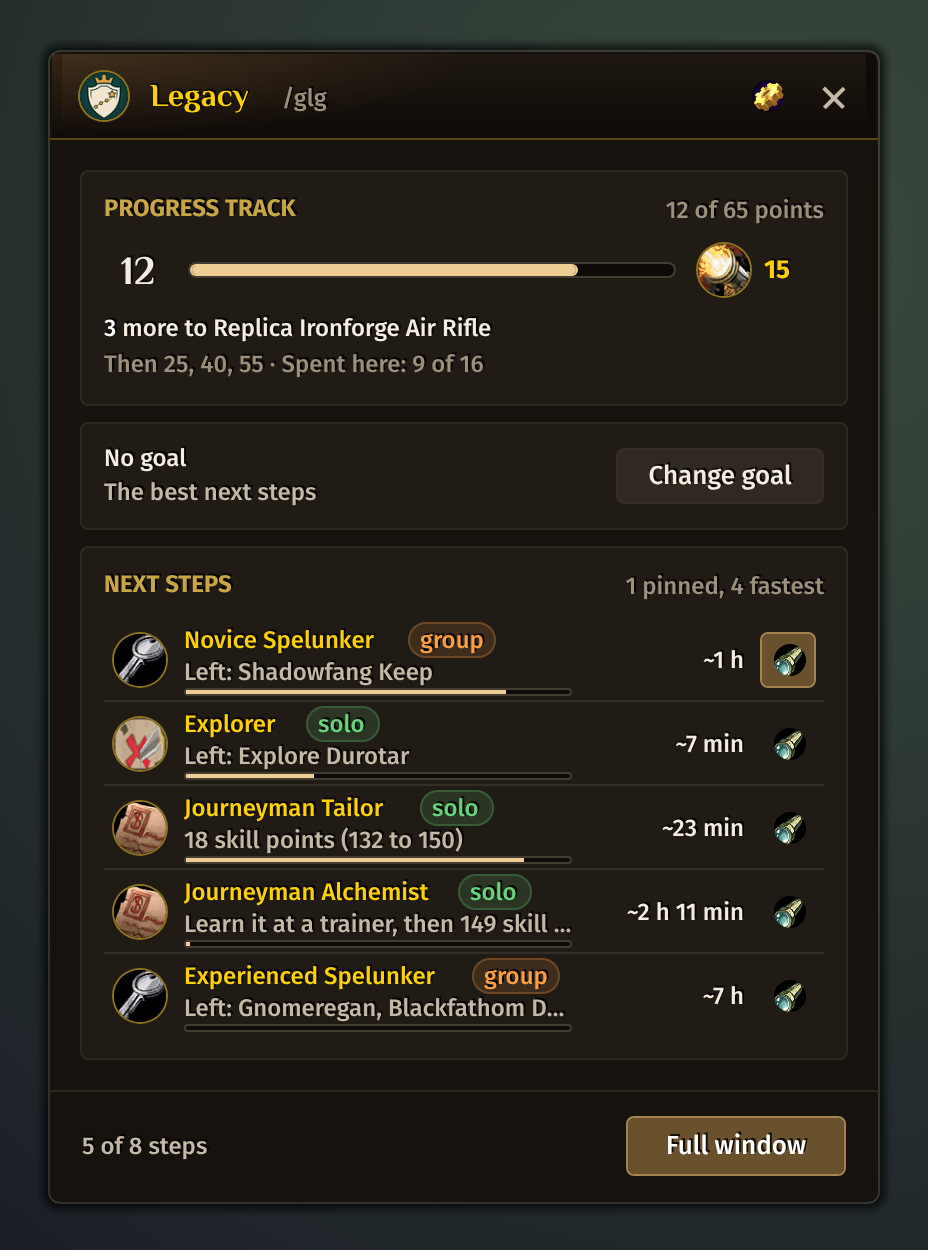 Legacy /glg
PROGRESS TRACK 12 of 65 points
12 15
3 more to Replica Ironforge Air Rifle
Then 25, 40, 55 · Spent here: 9 of 16
No goal
The best next steps
Change goal
NEXT STEPS 1 pinned, 4 fastest
Novice Spelunker group
Left: Shadowfang Keep
~1 h
Explorer solo
Left: Explore Durotar
~7 min
Journeyman Tailor solo
18 skill points (132 to 150)
~23 min
Journeyman Alchemist solo
Learn it at a trainer, then 149 skill ...
~2 h 11 min
Experienced Spelunker group
Left: Gnomeregan, Blackfathom D...
~7 h
5 of 8 steps
Full window